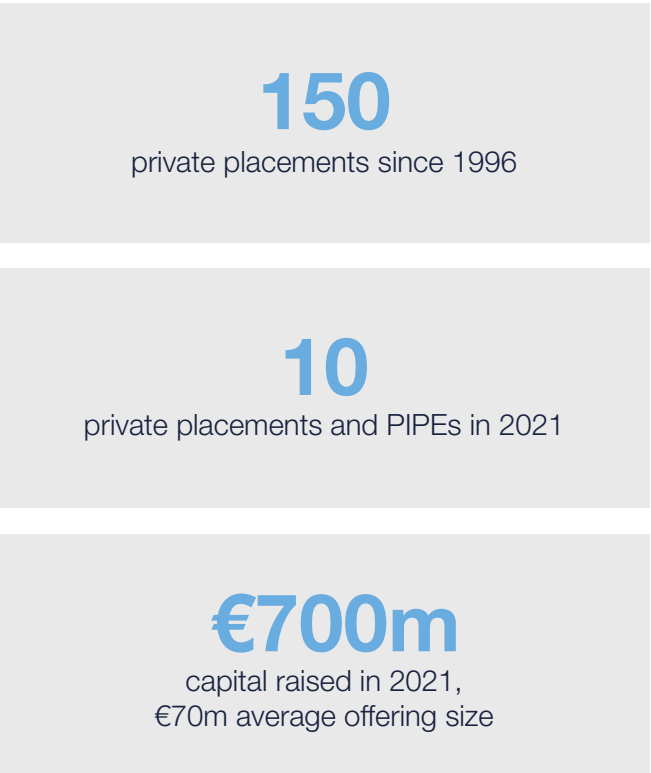 150
private placements since 1996
10
private placements and PIPEs in 2021
€700m
capital raised in 2021,
€70m average offering size